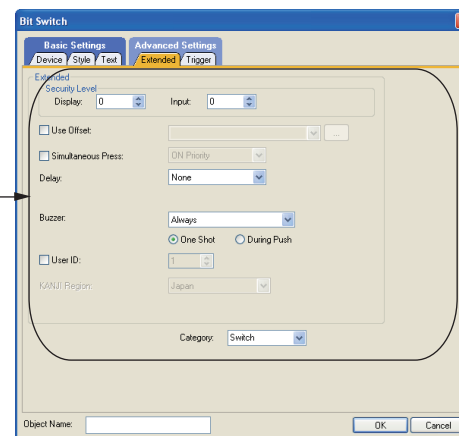 Bit Switch
Basic Settings Advanced Settings
Device Style Text Extended Trigger
Extended
Security Level
Display: 0 Input: 0
Use Offset: ...
Simultaneous Press: ON Priority
Delay: None
Buzzer: Always
One Shot During Push
User ID: 1
KANJI Region: Japan
Category: Switch
Object Name: OK Cancel